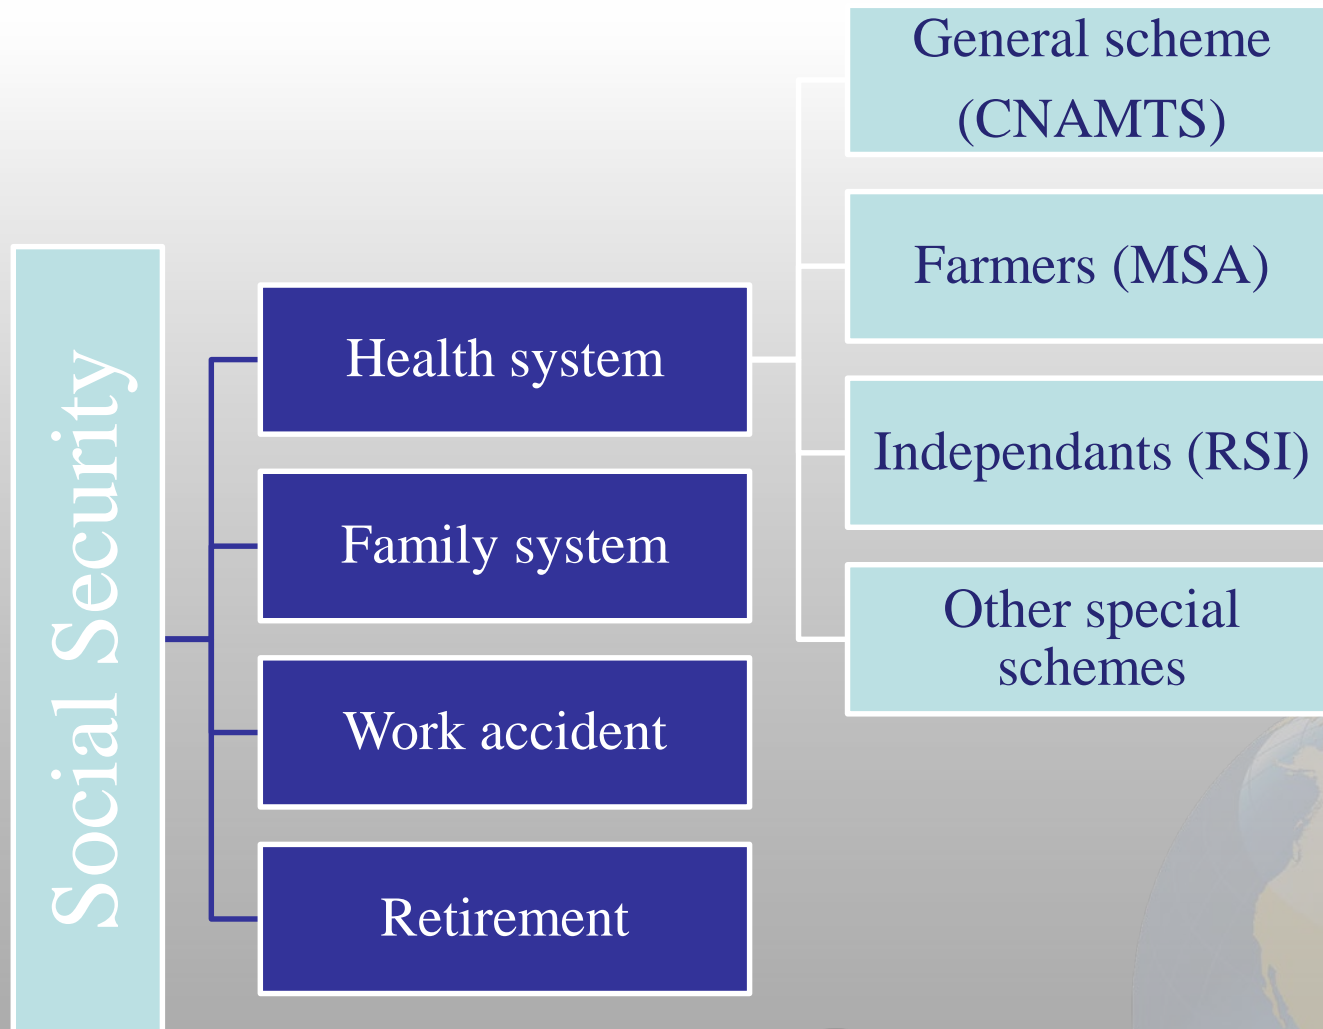 Social Security
Health system
Family system
Work accident
Retirement
General scheme
(CNAMTS)
Farmers (MSA)
Independants (RSI)
Other special
schemes